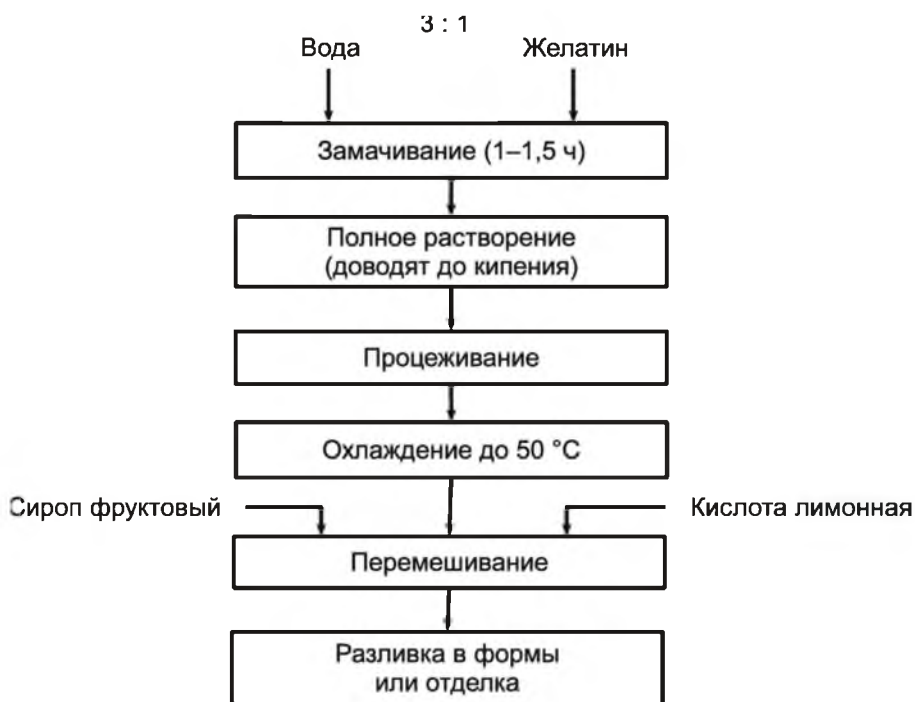 3 : 1
Вода Желатин
Замачивание (1–1,5 ч)
Полное растворение
(доводят до кипения)
Процеживание
Охлаждение до 50 °C
Сироп фруктовый Кислота лимонная
Перемешивание
Разливка в формы
или отделка